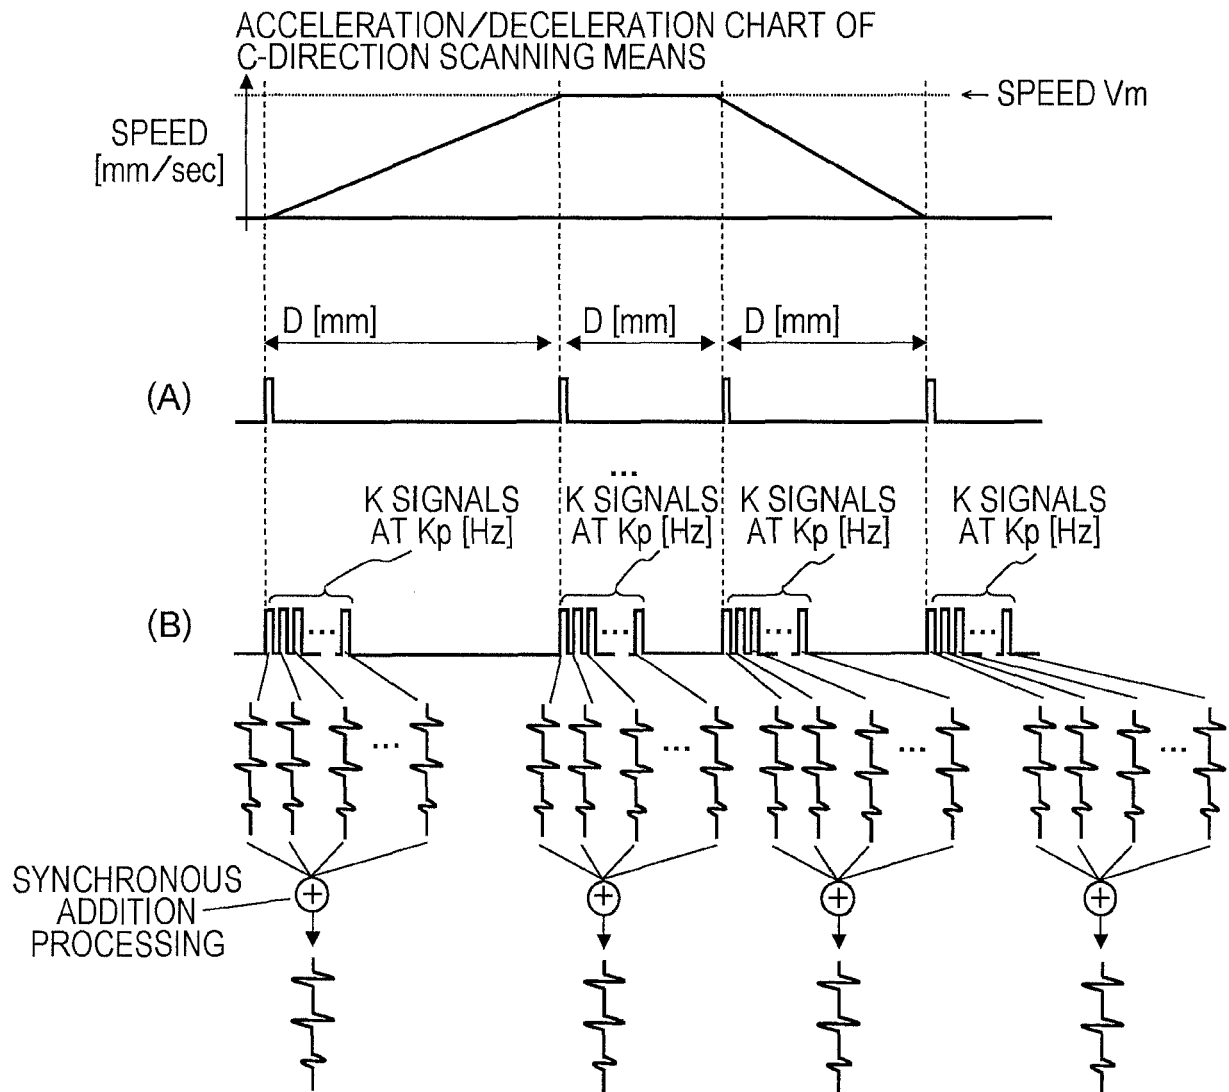 ACCELERATION/DECELERATION CHART OF
C-DIRECTION SCANNING MEANS
← SPEED Vm
SPEED
[mm/sec]
D [mm]
D [mm]
D [mm]
(A)
...
K SIGNALS
AT Kp [Hz]
K SIGNALS
AT Kp [Hz]
K SIGNALS
AT Kp [Hz]
K SIGNALS
AT Kp [Hz]
(B)
... ... ... ...
... ... ... ...
SYNCHRONOUS
ADDITION
PROCESSING
+ + + +